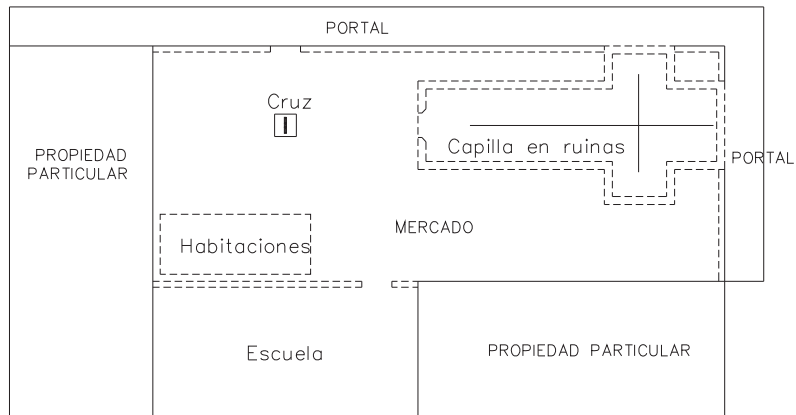 PORTAL
Cruz
Capilla en ruinas
PROPIEDAD
PARTICULAR
PORTAL
MERCADO
Habitaciones
Escuela
PROPIEDAD PARTICULAR